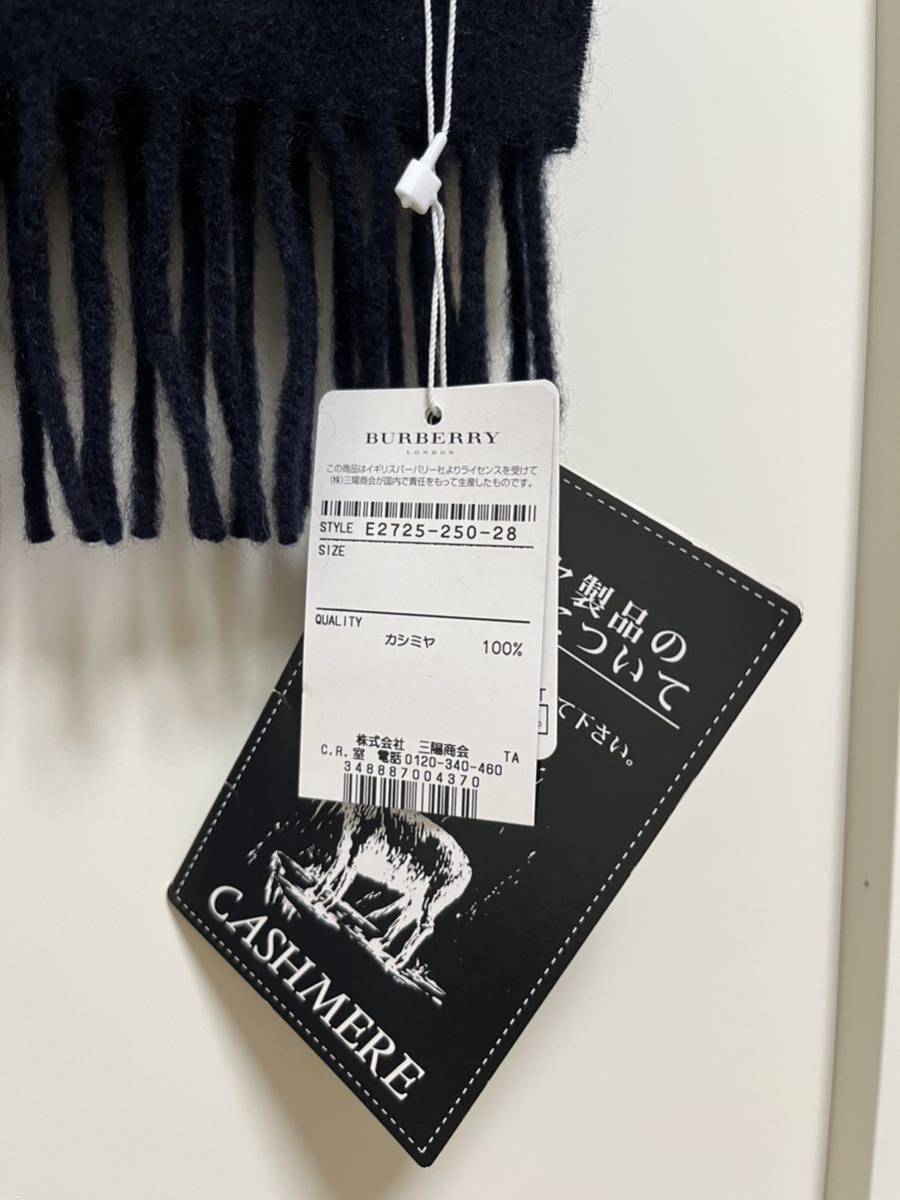 BURBERRY
LONDON
この商品はイギリスバーバリー社よりライセンスを受けて
(株)三陽商会が国内で責任をもって生産したものです。
STYLE E2725-250-28
SIZE
QUALITY
カシミヤ 100%
株式会社 三陽商会 TA
C.R.室 電話0120-340-460
348887004370
製品の
ついて
T
て下さい。
CASHMERE